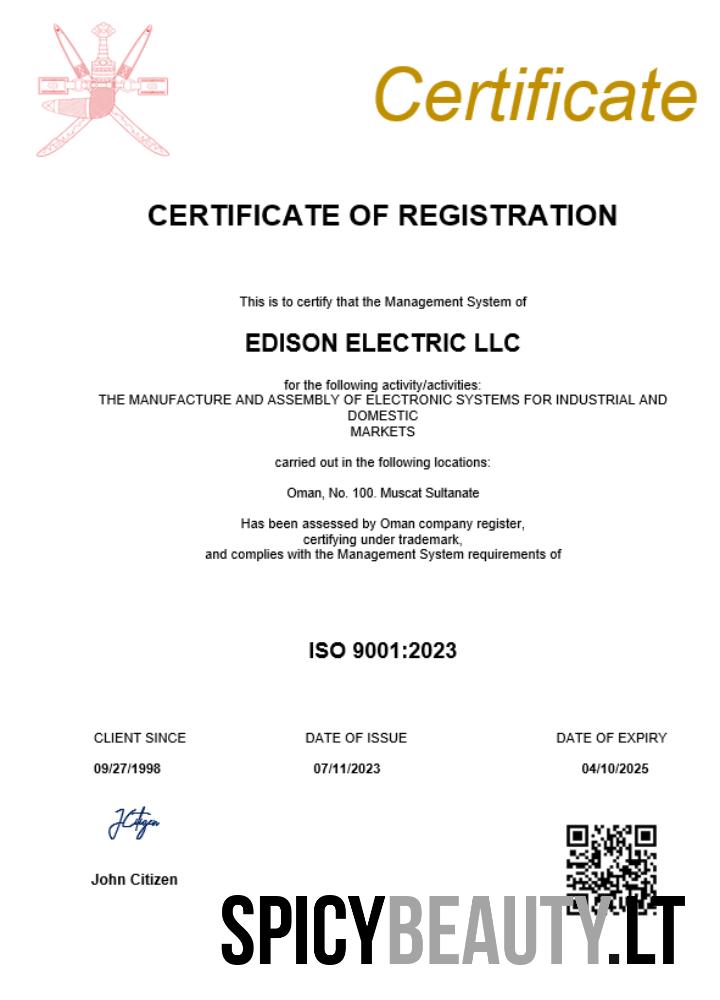 Certificate
CERTIFICATE OF REGISTRATION
This is to certify that the Management System of
EDISON ELECTRIC LLC
for the following activity/activities:
THE MANUFACTURE AND ASSEMBLY OF ELECTRONIC SYSTEMS FOR INDUSTRIAL AND
DOMESTIC
MARKETS
carried out in the following locations:
Oman, No. 100. Muscat Sultanate
Has been assessed by Oman company register,
certifying under trademark,
and complies with the Management System requirements of
ISO 9001:2023
CLIENT SINCE DATE OF ISSUE DATE OF EXPIRY
09/27/1998 07/11/2023 04/10/2025
JCitizen
John Citizen
SPICYBEAUTY.LT